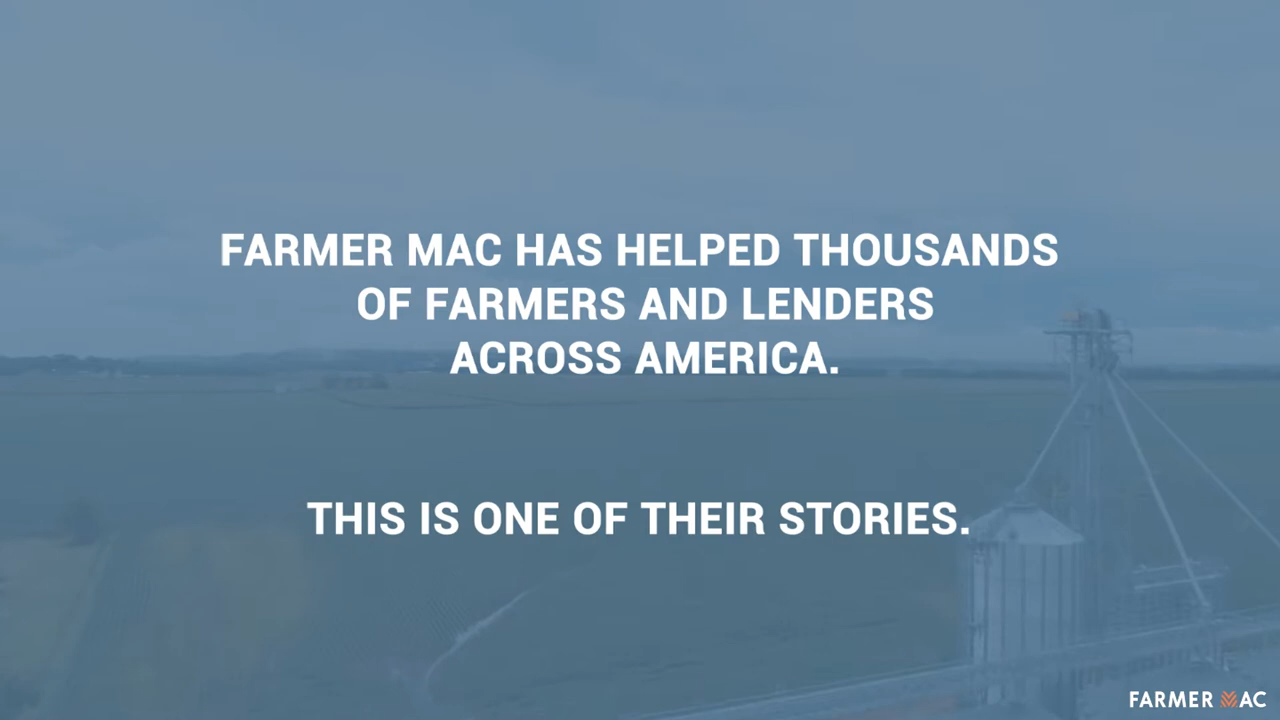 FARMER MAC HAS HELPED THOUSANDS
OF FARMERS AND LENDERS
ACROSS AMERICA.
THIS IS ONE OF THEIR STORIES.
FARMER MAC